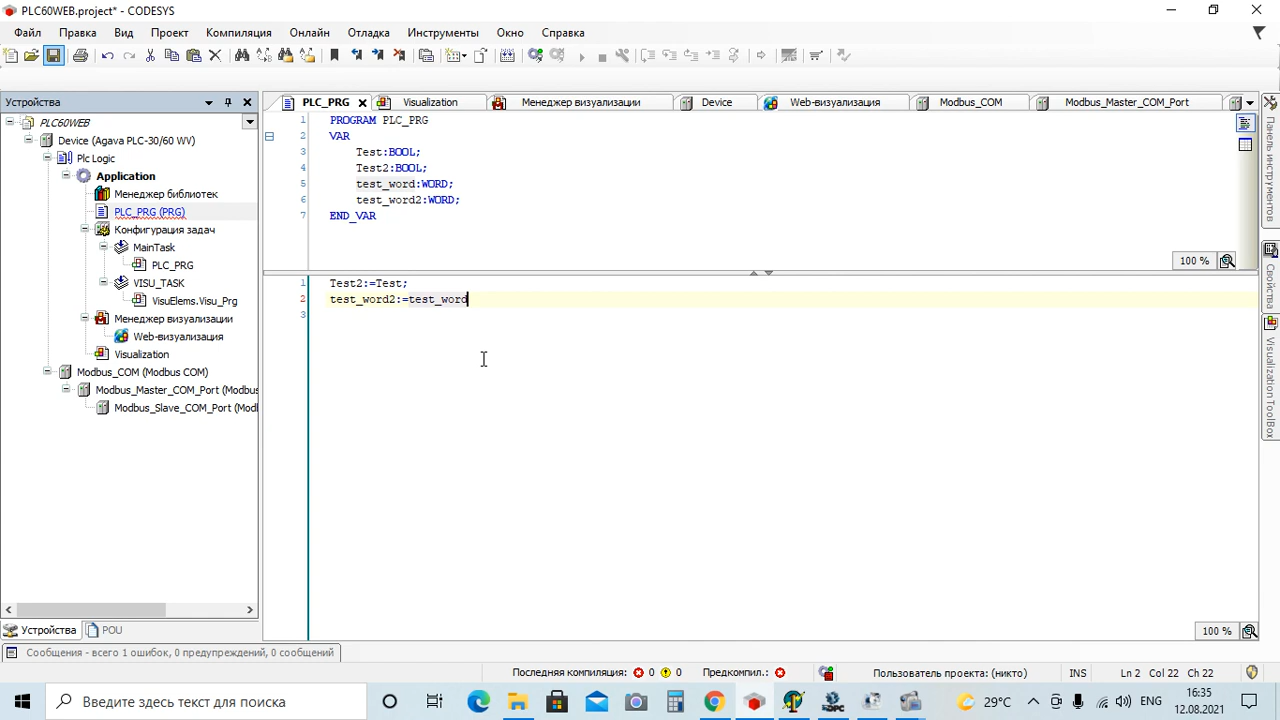 PLC60WEB.project* - CODESYS
Файл Правка Вид Проект Компиляция Онлайн Отладка Инструменты Окно Справка
Устройства
PLC60WEB
Device (Agava PLC-30/60 WV)
Plc Logic
Application
Менеджер библиотек
PLC_PRG (PRG)
Конфигурация задач
MainTask
PLC_PRG
VISU_TASK
VisuElems.Visu_Prg
Менеджер визуализации
Web-визуализация
Visualization
Modbus_COM (Modbus COM)
Modbus_Master_COM_Port (Modbus
Modbus_Slave_COM_Port (Mod
Устройства POU
PLC_PRG Visualization Менеджер визуализации Device Web-визуализация Modbus_COM Modbus_Master_COM_Port
1 PROGRAM PLC_PRG
2 VAR
3 Test:BOOL;
4 Test2:BOOL;
5 test_word:WORD;
6 test_word2:WORD;
7 END_VAR
100 %
1 Test2:=Test;
2 test_word2:=test_word
3
100 %
Панель инструментов
Свойства
Visualization ToolBox
Сообщения - всего 1 ошибок, 0 предупреждений, 0 сообщений
Последняя компиляция: 0 0 Предкомпил.: Пользователь проекта: (никто) INS Ln 2 Col 22 Ch 22
Введите здесь текст для поиска
29°C ENG 16:35
12.08.2021